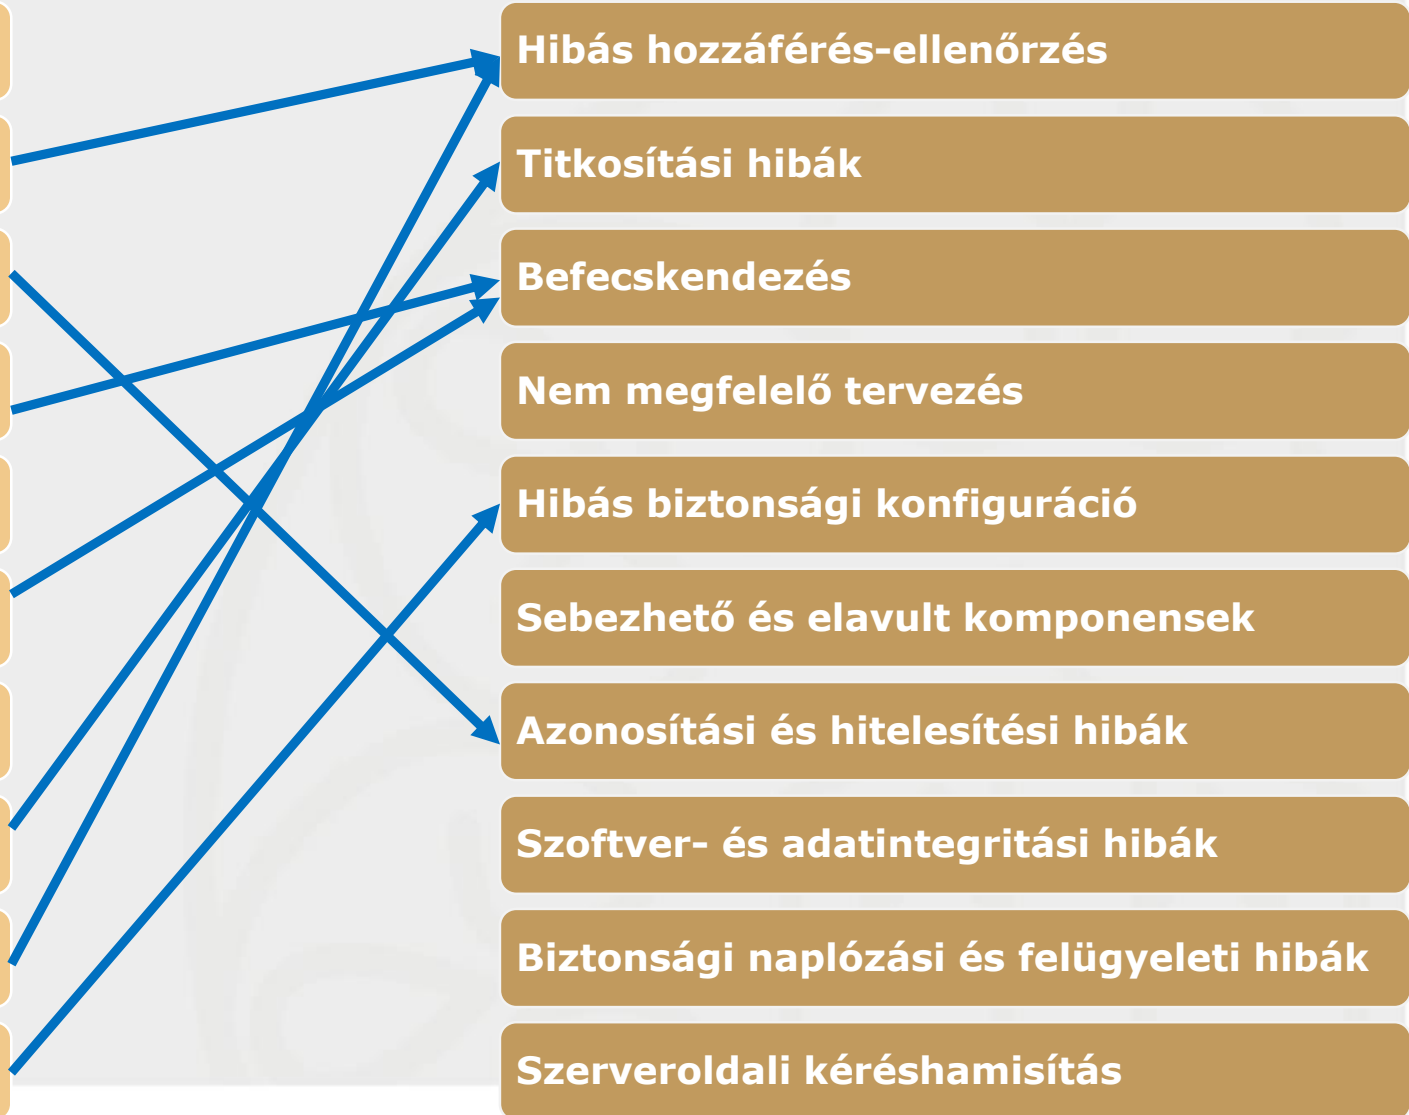 Hibás hozzáférés-ellenőrzés
Titkosítási hibák
Befecskendezés
Nem megfelelő tervezés
Hibás biztonsági konfiguráció
Sebezhető és elavult komponensek
Azonosítási és hitelesítési hibák
Szoftver- és adatintegritási hibák
Biztonsági naplózási és felügyeleti hibák
Szerveroldali kéréshamisítás